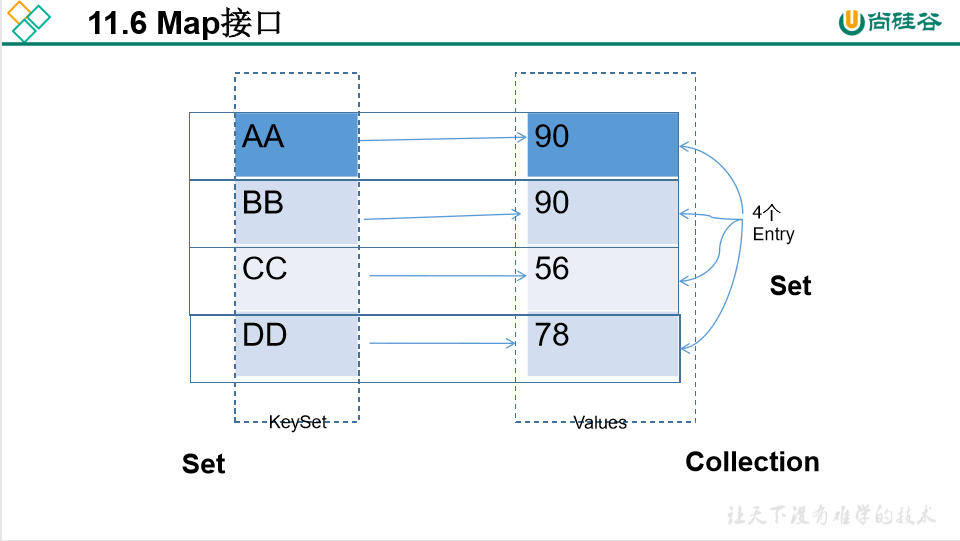 11.6 Map接口
尚硅谷
AA 90
BB 90
CC 56
DD 78
4个
Entry
Set
KeySet
Values
Set
Collection
让天下没有难学的技术